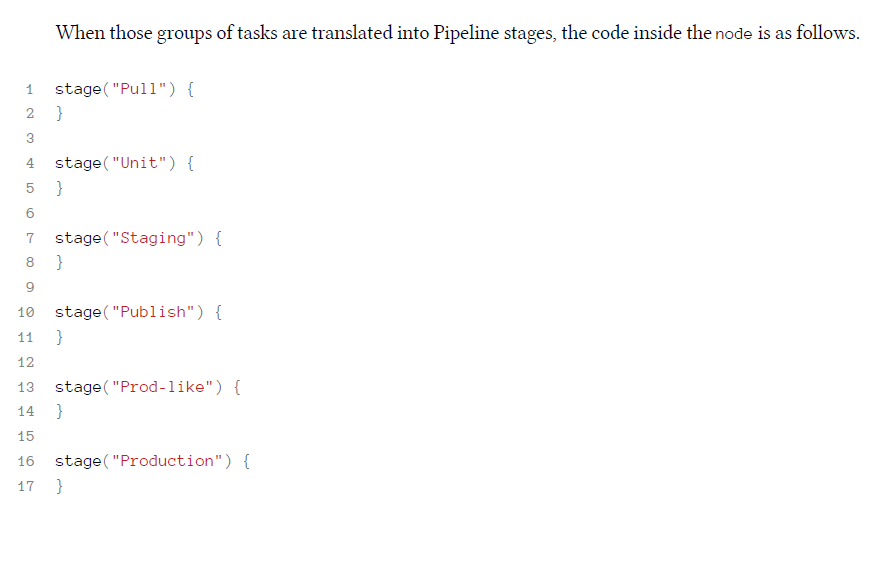 When those groups of tasks are translated into Pipeline stages, the code inside the node is as follows.
1 stage("Pull") {
2 }
3
4 stage("Unit") {
5 }
6
7 stage("Staging") {
8 }
9
10 stage("Publish") {
11 }
12
13 stage("Prod-like") {
14 }
15
16 stage("Production") {
17 }